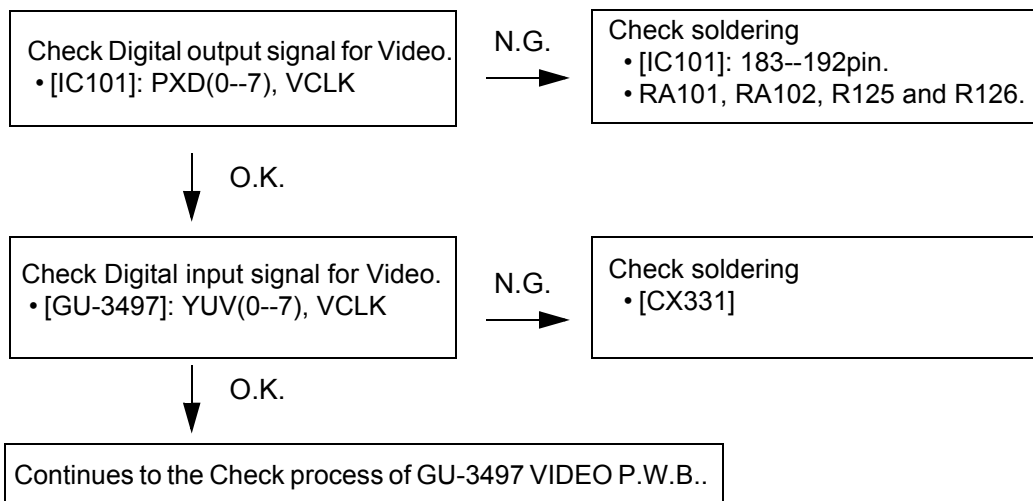 Check Digital output signal for Video.
• [IC101]: PXD(0--7), VCLK
N.G.
Check soldering
• [IC101]: 183--192pin.
• RA101, RA102, R125 and R126.
O.K.
Check Digital input signal for Video.
• [GU-3497]: YUV(0--7), VCLK
N.G.
Check soldering
• [CX331]
O.K.
Continues to the Check process of GU-3497 VIDEO P.W.B..